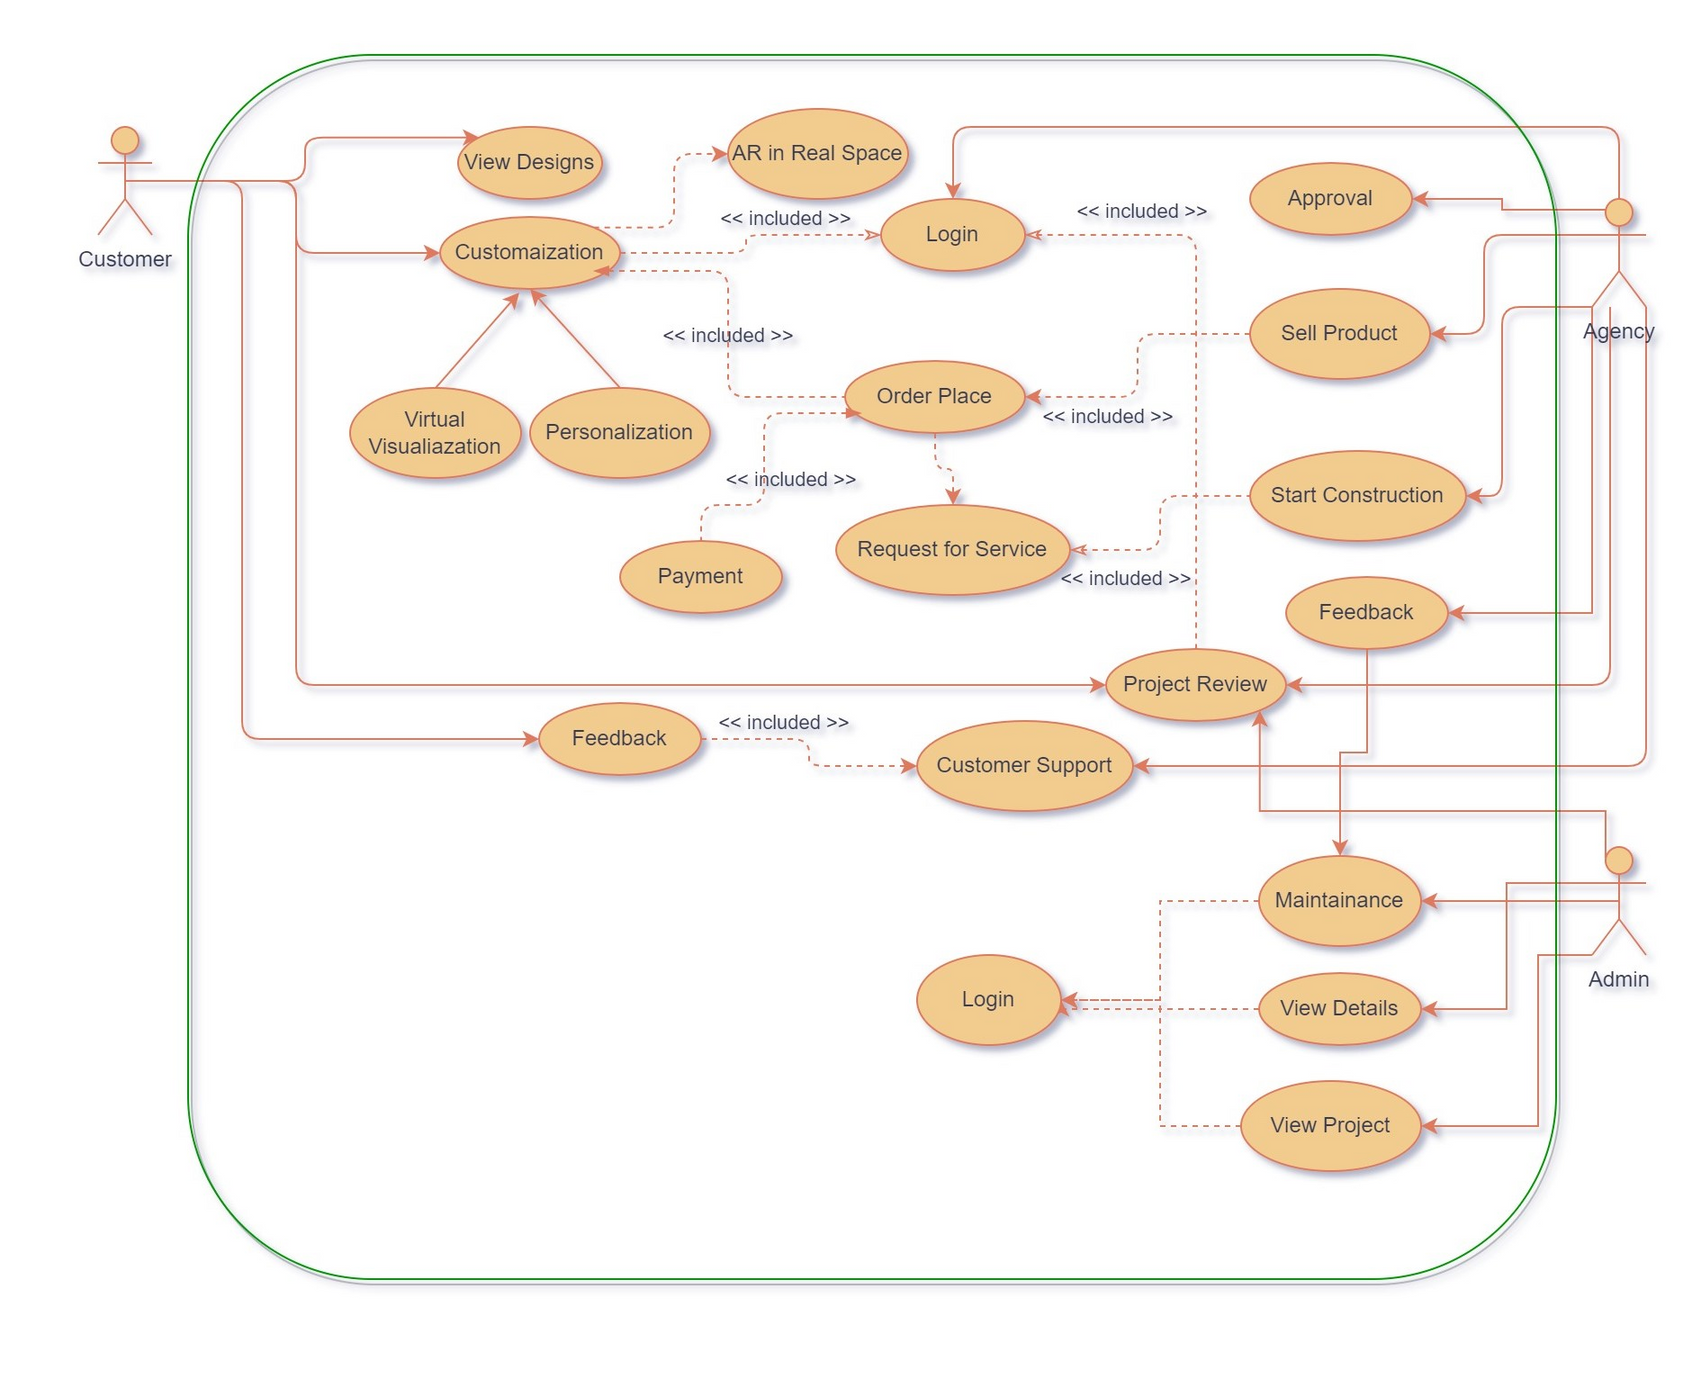 AR in Real Space
View Designs
Approval
<< included >>
<< included >>
Login
Customaization
Customer
Sell Product
Agency
<< included >>
Order Place
<< included >>
Virtual
Visualiazation
Personalization
<< included >>
Start Construction
Request for Service
Payment
<< included >>
Feedback
Project Review
<< included >>
Feedback
Customer Support
Maintainance
Admin
Login
View Details
View Project